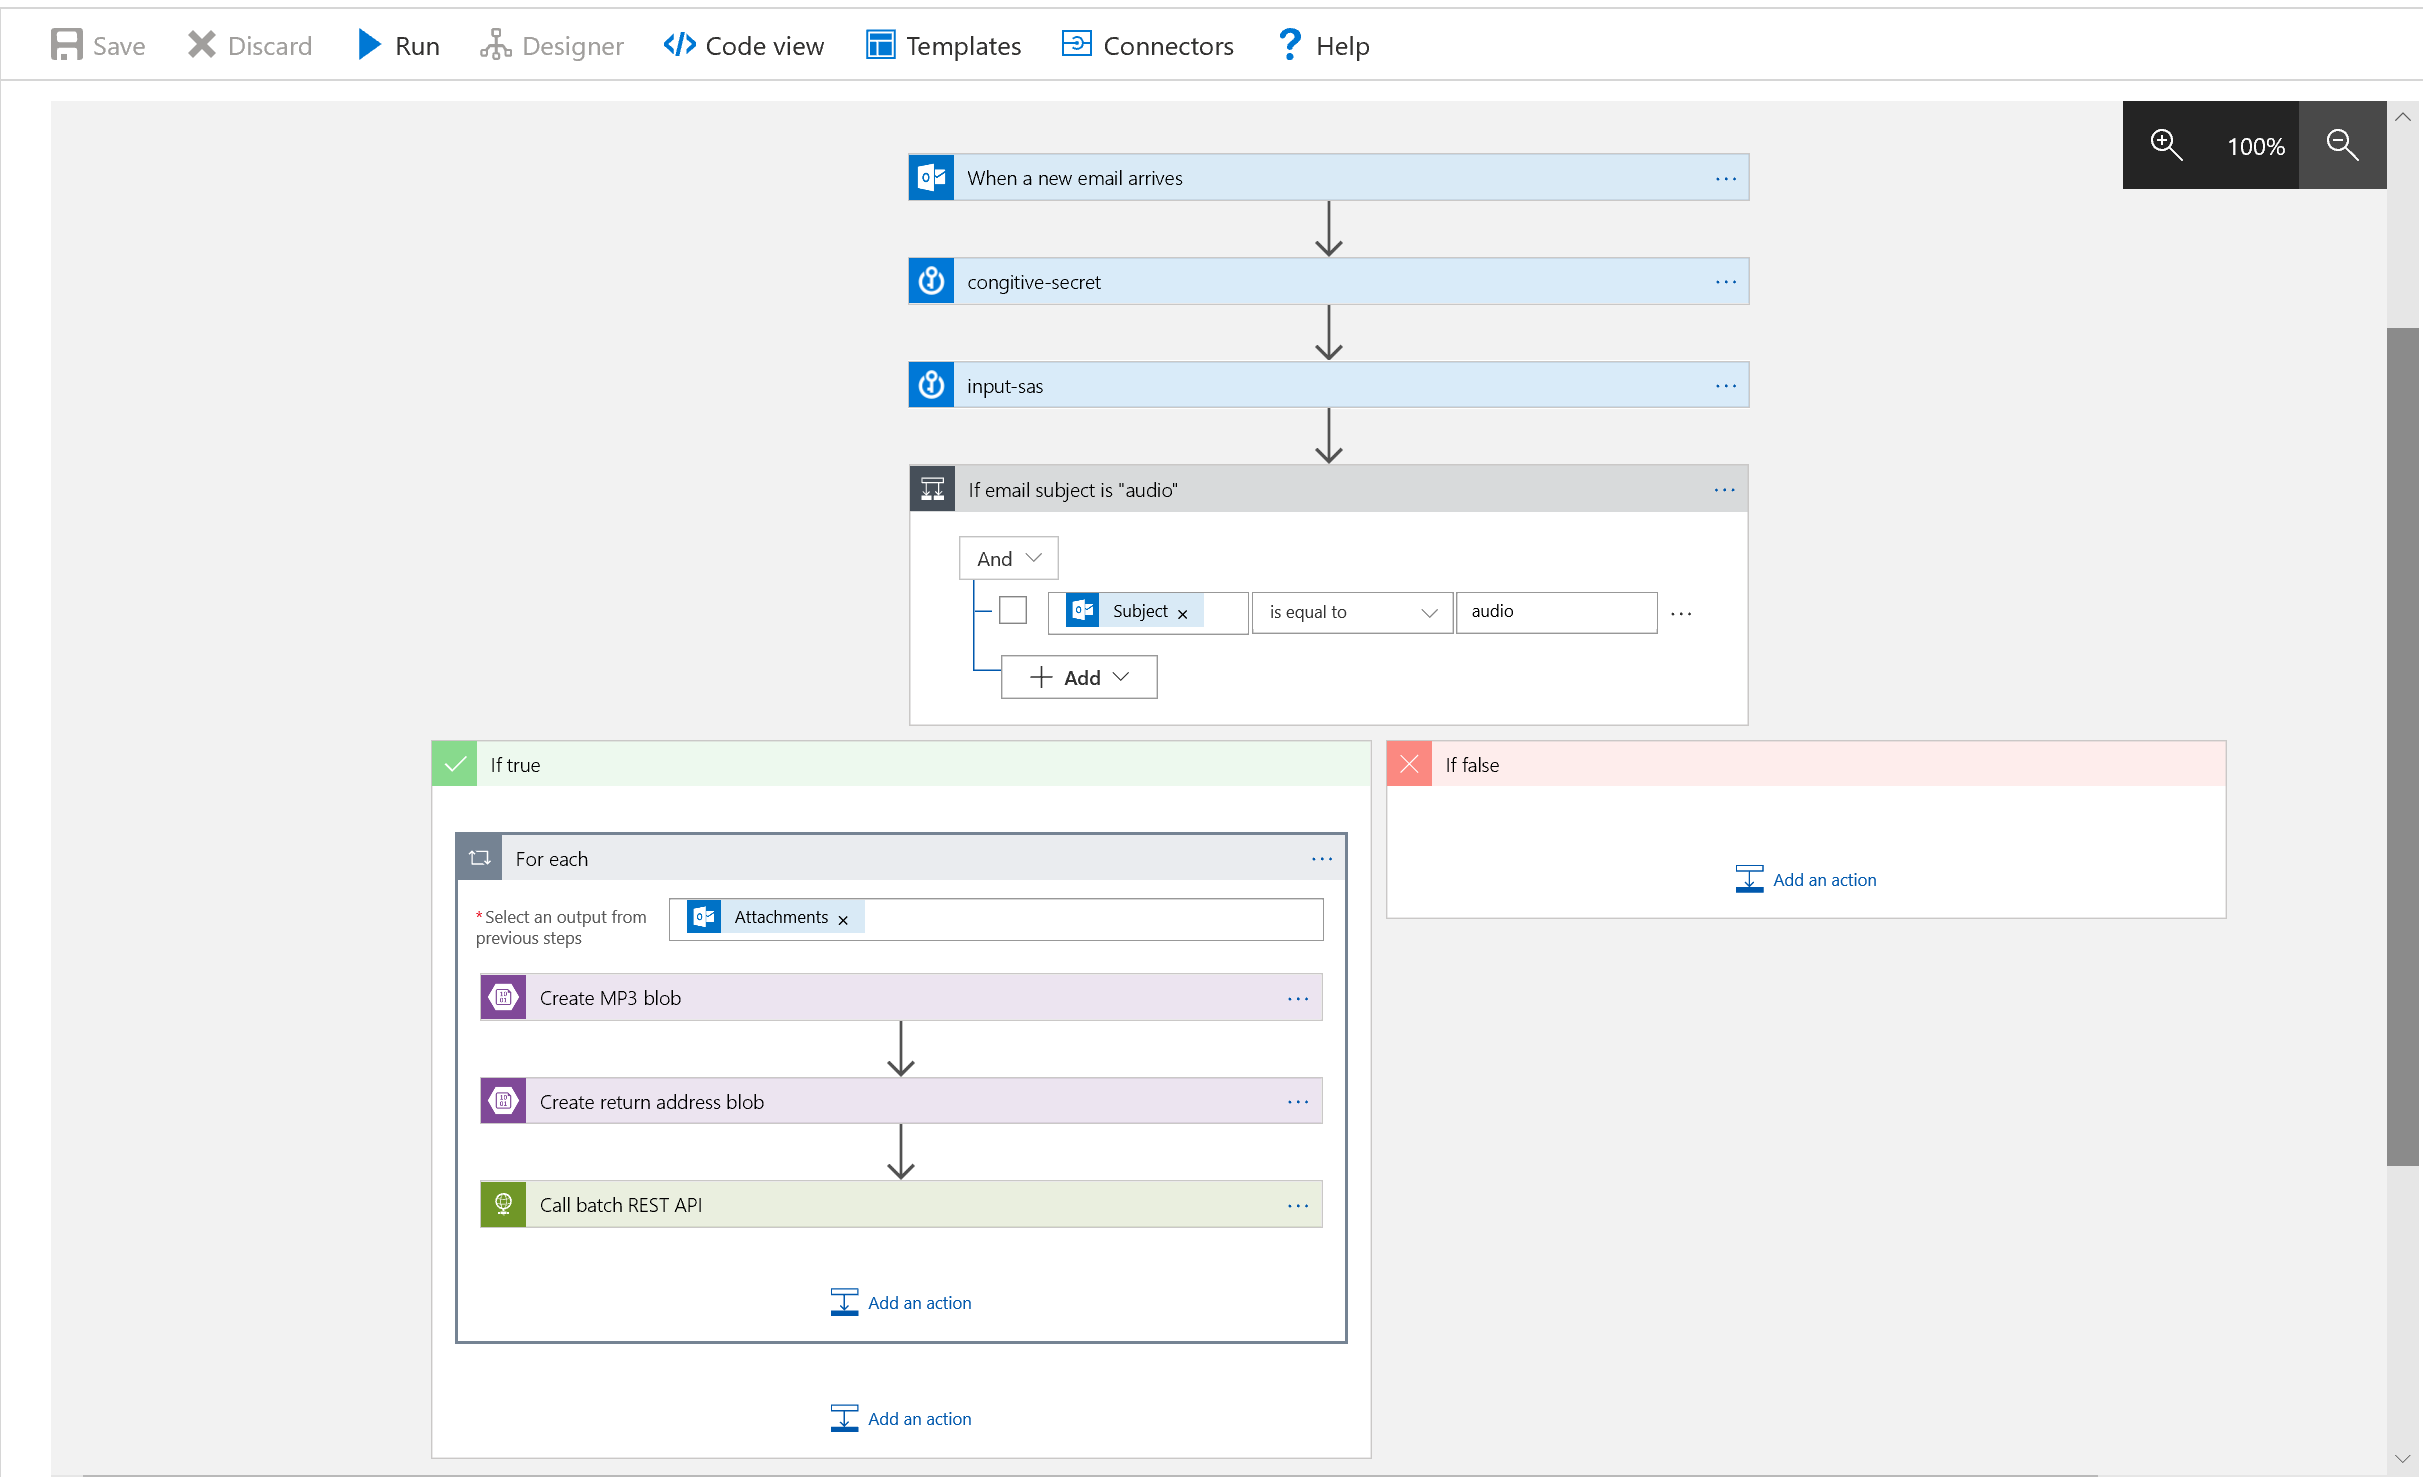 Save Discard Run Designer Code view Templates Connectors Help
100%
When a new email arrives
congitive-secret
input-sas
If email subject is "audio"
And
Subject × is equal to audio
Add
If true
If false
For each
Add an action
*Select an output from
previous steps
Attachments ×
Create MP3 blob
Create return address blob
Call batch REST API
Add an action
Add an action